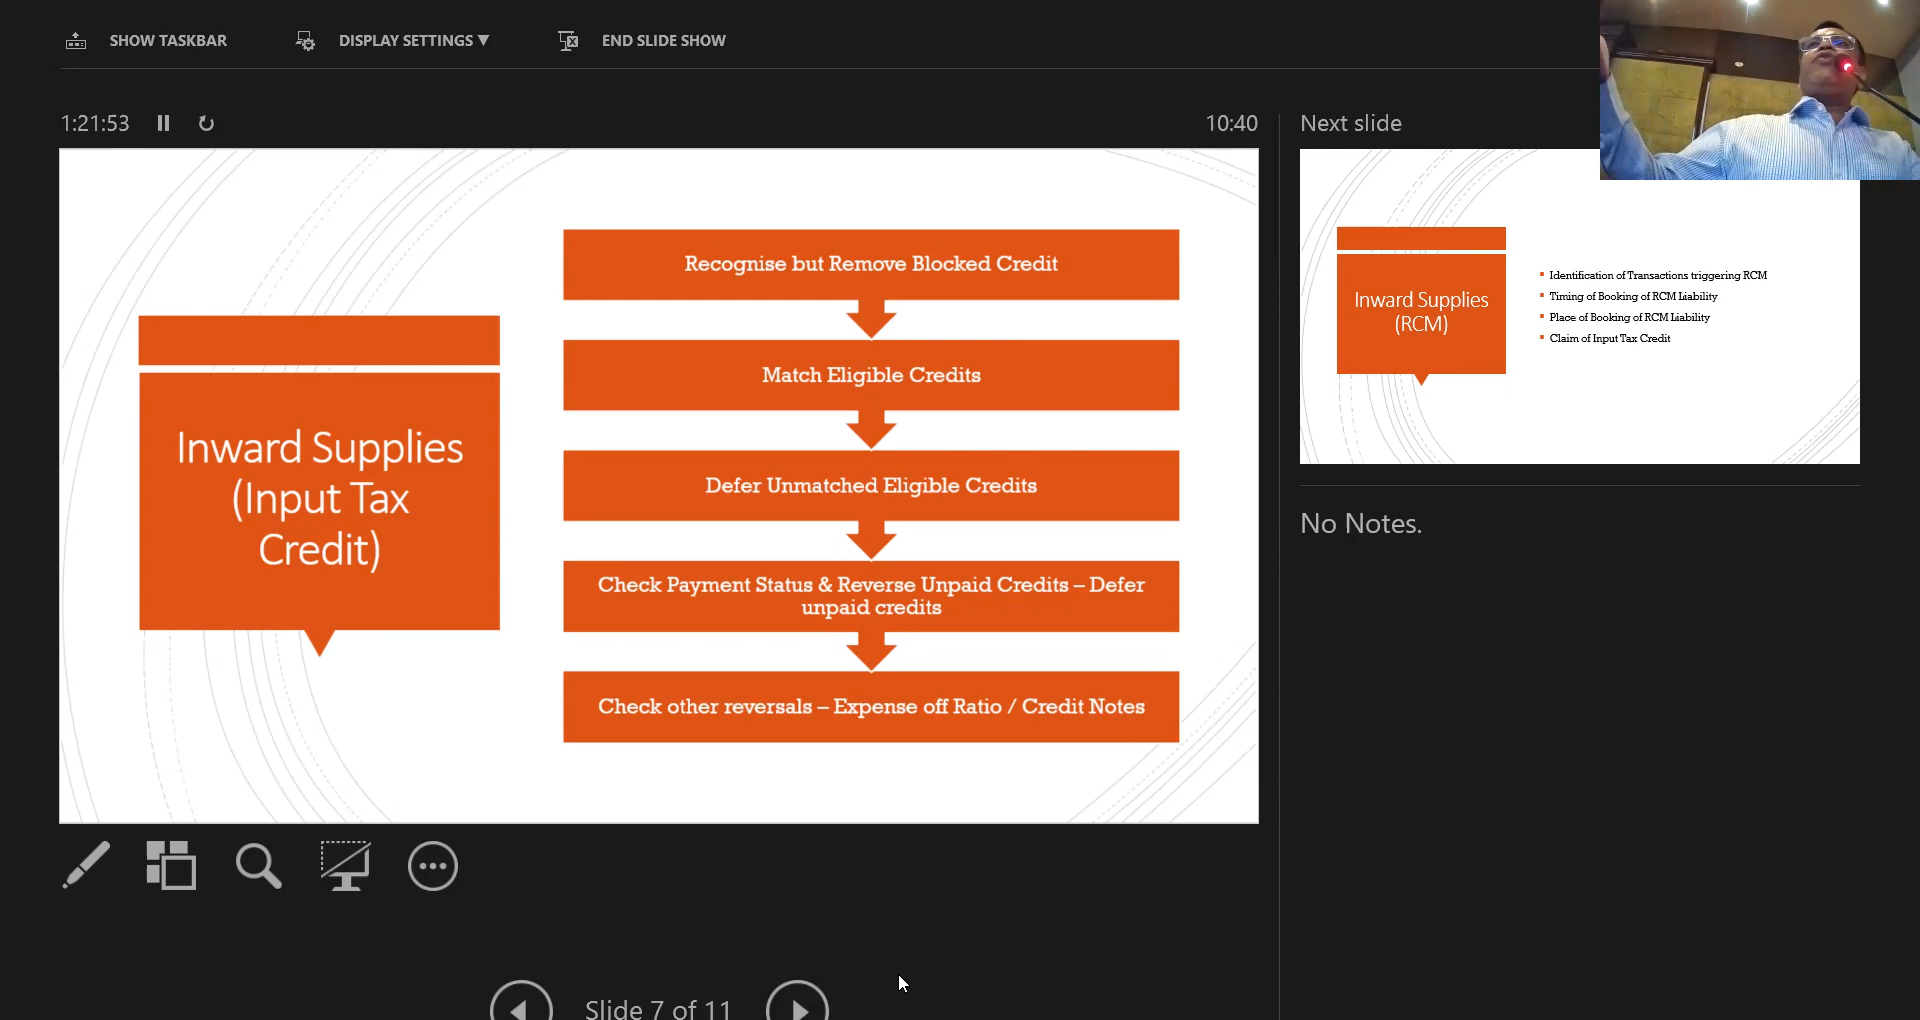 SHOW TASKBAR
DISPLAY SETTINGS ▼
END SLIDE SHOW
1:21:53
10:40
Next slide
Inward Supplies
(Input Tax
Credit)
Recognise but Remove Blocked Credit
Match Eligible Credits
Defer Unmatched Eligible Credits
Check Payment Status & Reverse Unpaid Credits – Defer
unpaid credits
Check other reversals – Expense off Ratio / Credit Notes
Inward Supplies
(RCM)
▪ Identification of Transactions triggering RCM
▪ Timing of Booking of RCM Liability
▪ Place of Booking of RCM Liability
▪ Claim of Input Tax Credit
No Notes.
Slide 7 of 11